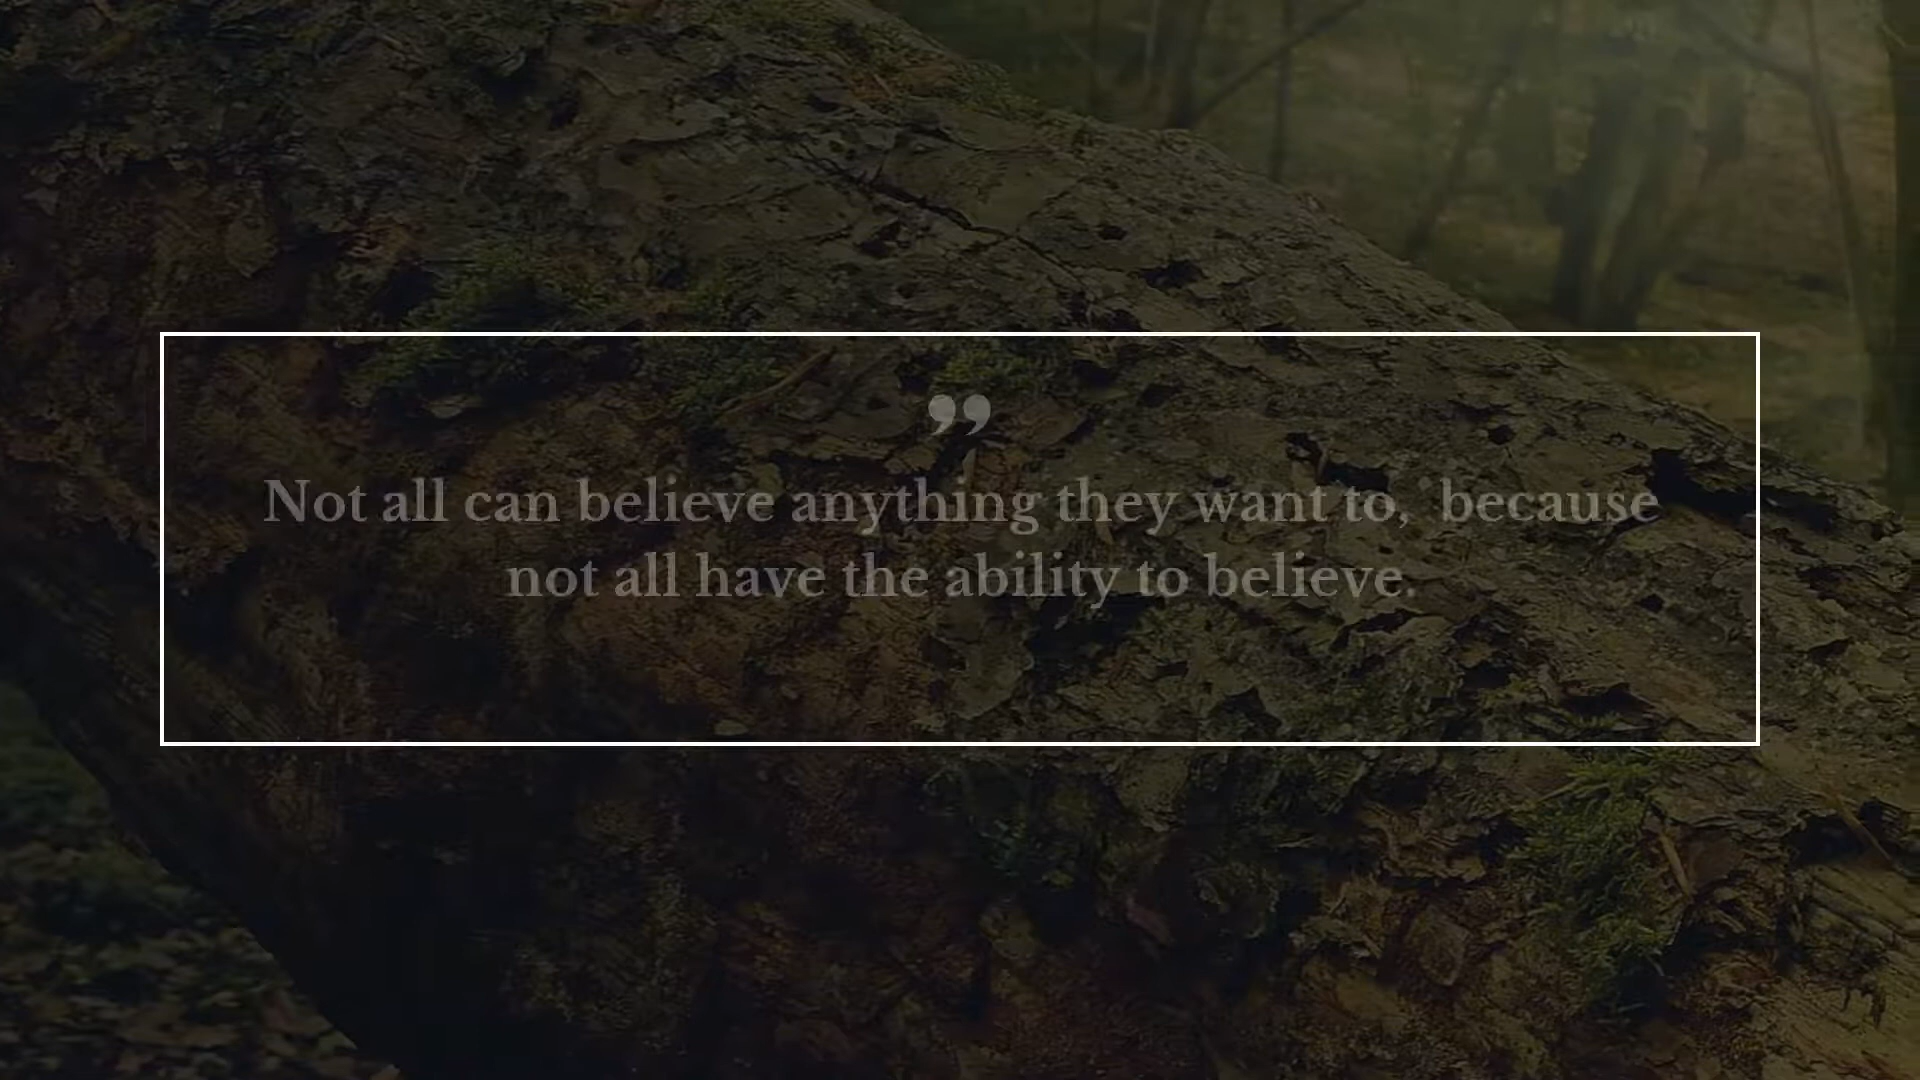 ”
Not all can believe anything they want to, because
not all have the ability to believe.